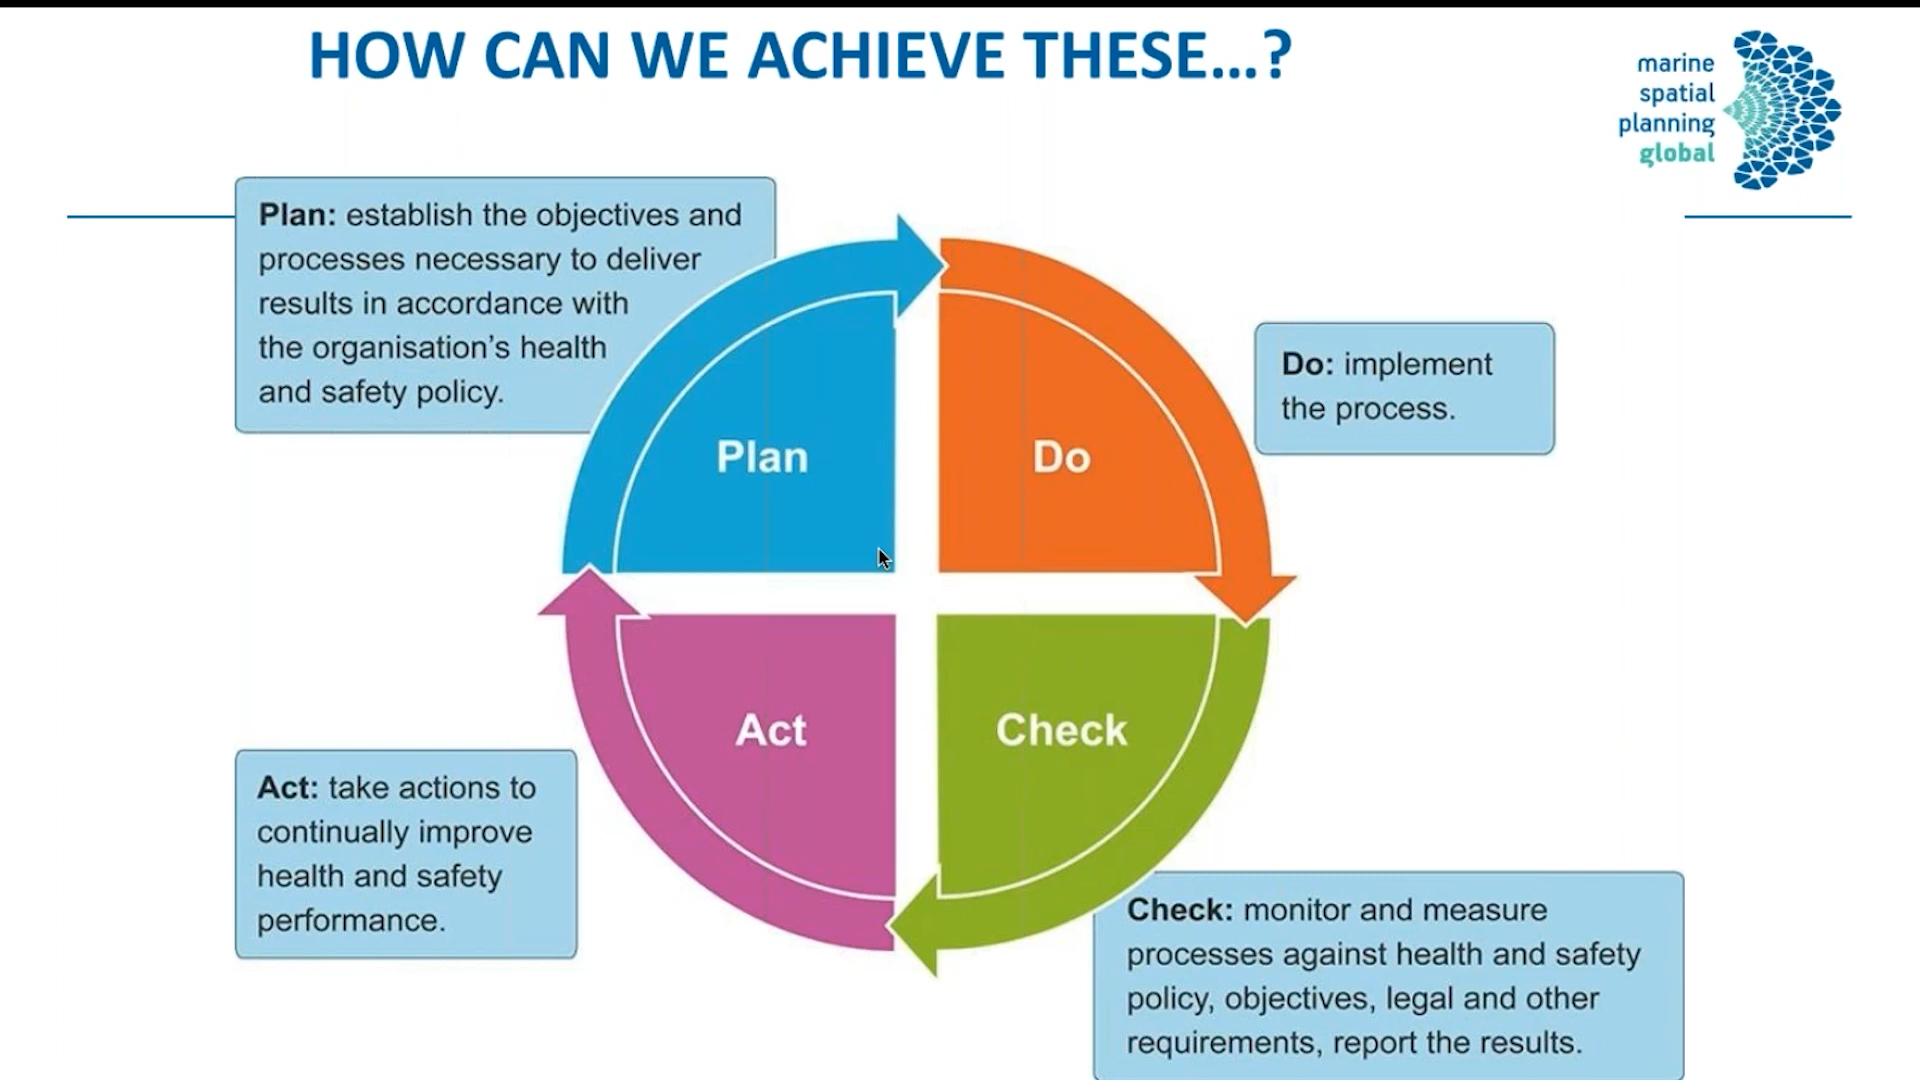 HOW CAN WE ACHIEVE THESE...?
marine
spatial
planning
global
Plan: establish the objectives and
processes necessary to deliver
results in accordance with
the organisation's health
and safety policy.
Do: implement
the process.
Plan
Do
Act
Check
Act: take actions to
continually improve
health and safety
performance.
Check: monitor and measure
processes against health and safety
policy, objectives, legal and other
requirements, report the results.